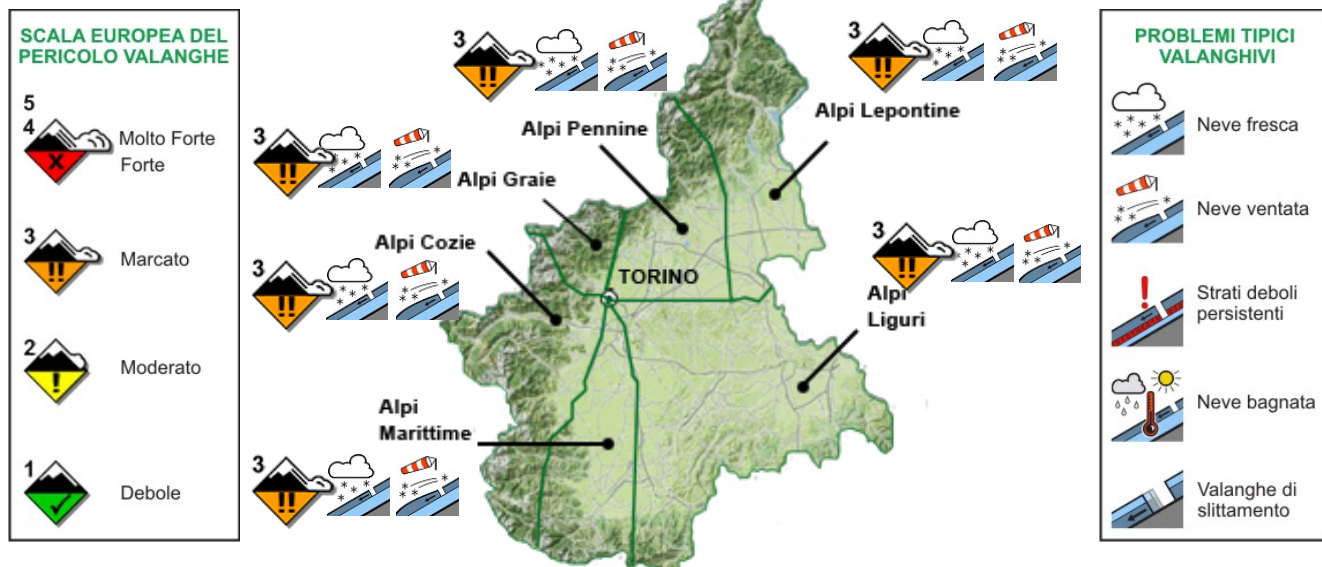 SCALA EUROPEA DEL
PERICOLO VALANGHE
5
4
Molto Forte
Forte
3
Marcato
2
Moderato
1
Debole
3
3
3
Alpi Pennine
Alpi Lepontine
Alpi Graie
3
Alpi Cozie
TORINO
3
Alpi
Liguri
3
Alpi
Marittime
3
PROBLEMI TIPICI
VALANGHIVI
Neve fresca
Neve ventata
Strati deboli
persistenti
Neve bagnata
Valanghe di
slittamento